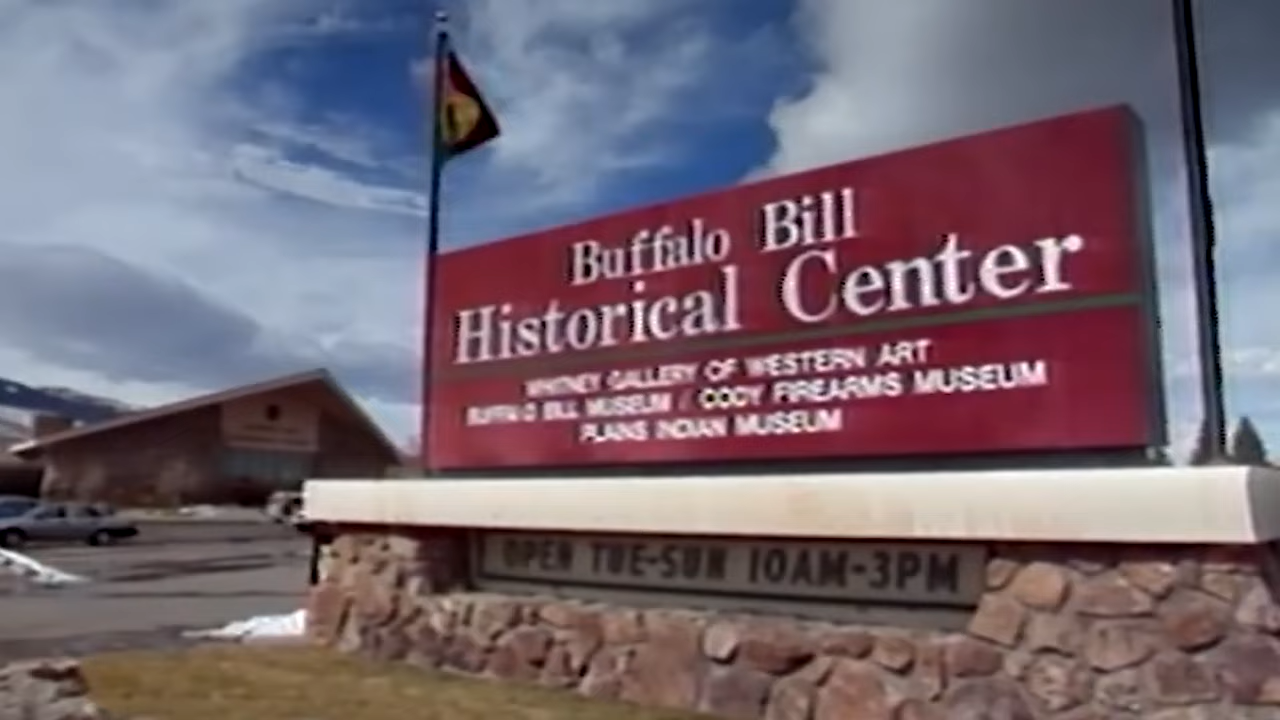 Buffalo Bill
Historical Center
WHITNEY GALLERY OF WESTERN ART
BUFFALO BILL MUSEUM / CODY FIREARMS MUSEUM
PLAINS INDIAN MUSEUM
OPEN TUE-SUN 10AM-3PM